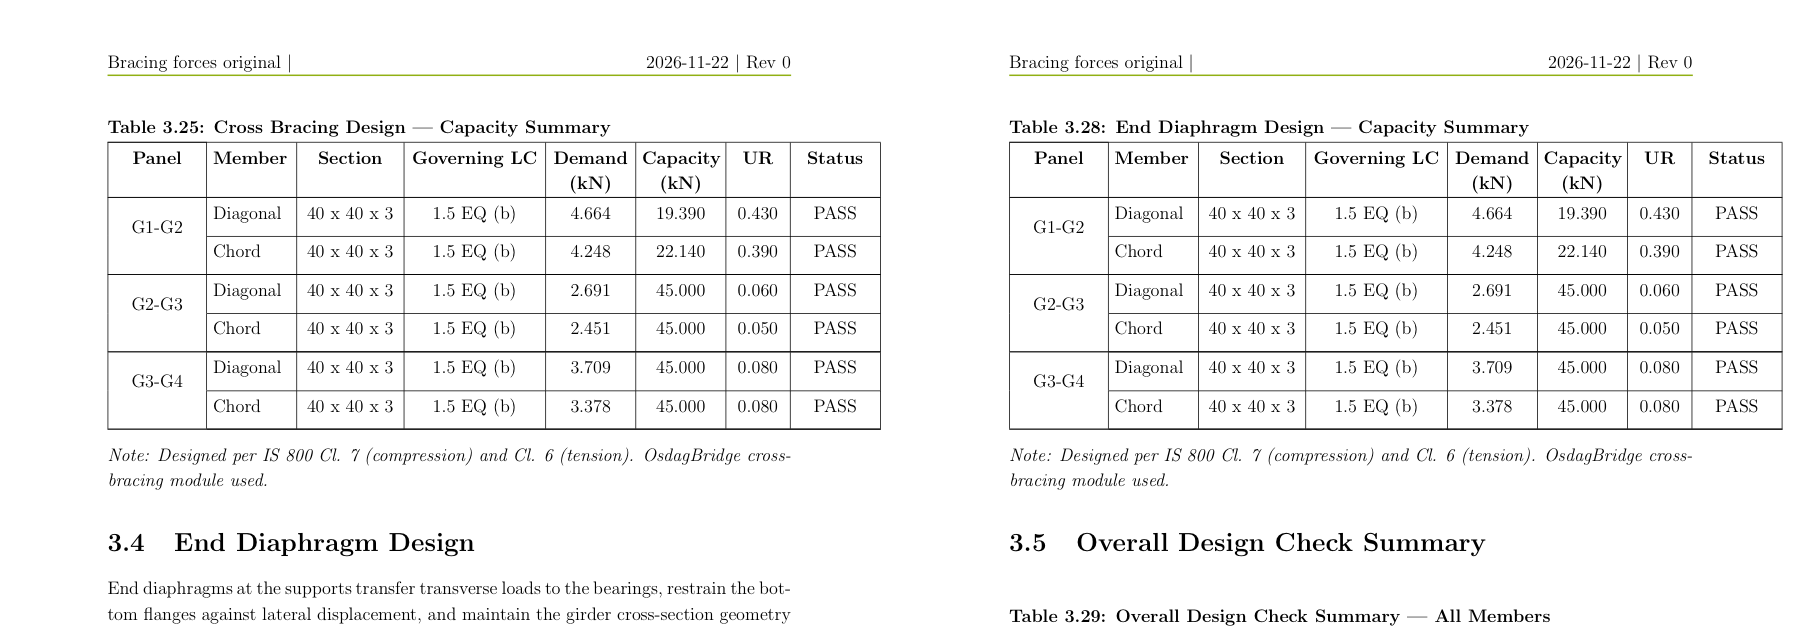 Bracing forces original | 2026-11-22 | Rev 0
Table 3.25: Cross Bracing Design — Capacity Summary
Panel Member Section Governing LC Demand (kN) Capacity (kN) UR Status
G1-G2 Diagonal 40 x 40 x 3 1.5 EQ (b) 4.664 19.390 0.430 PASS
Chord 40 x 40 x 3 1.5 EQ (b) 4.248 22.140 0.390 PASS
G2-G3 Diagonal 40 x 40 x 3 1.5 EQ (b) 2.691 45.000 0.060 PASS
Chord 40 x 40 x 3 1.5 EQ (b) 2.451 45.000 0.050 PASS
G3-G4 Diagonal 40 x 40 x 3 1.5 EQ (b) 3.709 45.000 0.080 PASS
Chord 40 x 40 x 3 1.5 EQ (b) 3.378 45.000 0.080 PASS
Note: Designed per IS 800 Cl. 7 (compression) and Cl. 6 (tension). OsdagBridge cross-
bracing module used.
3.4 End Diaphragm Design
End diaphragms at the supports transfer transverse loads to the bearings, restrain the bot-
tom flanges against lateral displacement, and maintain the girder cross-section geometry
Bracing forces original | 2026-11-22 | Rev 0
Table 3.28: End Diaphragm Design — Capacity Summary
Panel Member Section Governing LC Demand (kN) Capacity (kN) UR Status
G1-G2 Diagonal 40 x 40 x 3 1.5 EQ (b) 4.664 19.390 0.430 PASS
Chord 40 x 40 x 3 1.5 EQ (b) 4.248 22.140 0.390 PASS
G2-G3 Diagonal 40 x 40 x 3 1.5 EQ (b) 2.691 45.000 0.060 PASS
Chord 40 x 40 x 3 1.5 EQ (b) 2.451 45.000 0.050 PASS
G3-G4 Diagonal 40 x 40 x 3 1.5 EQ (b) 3.709 45.000 0.080 PASS
Chord 40 x 40 x 3 1.5 EQ (b) 3.378 45.000 0.080 PASS
Note: Designed per IS 800 Cl. 7 (compression) and Cl. 6 (tension). OsdagBridge cross-
bracing module used.
3.5 Overall Design Check Summary
Table 3.29: Overall Design Check Summary — All Members